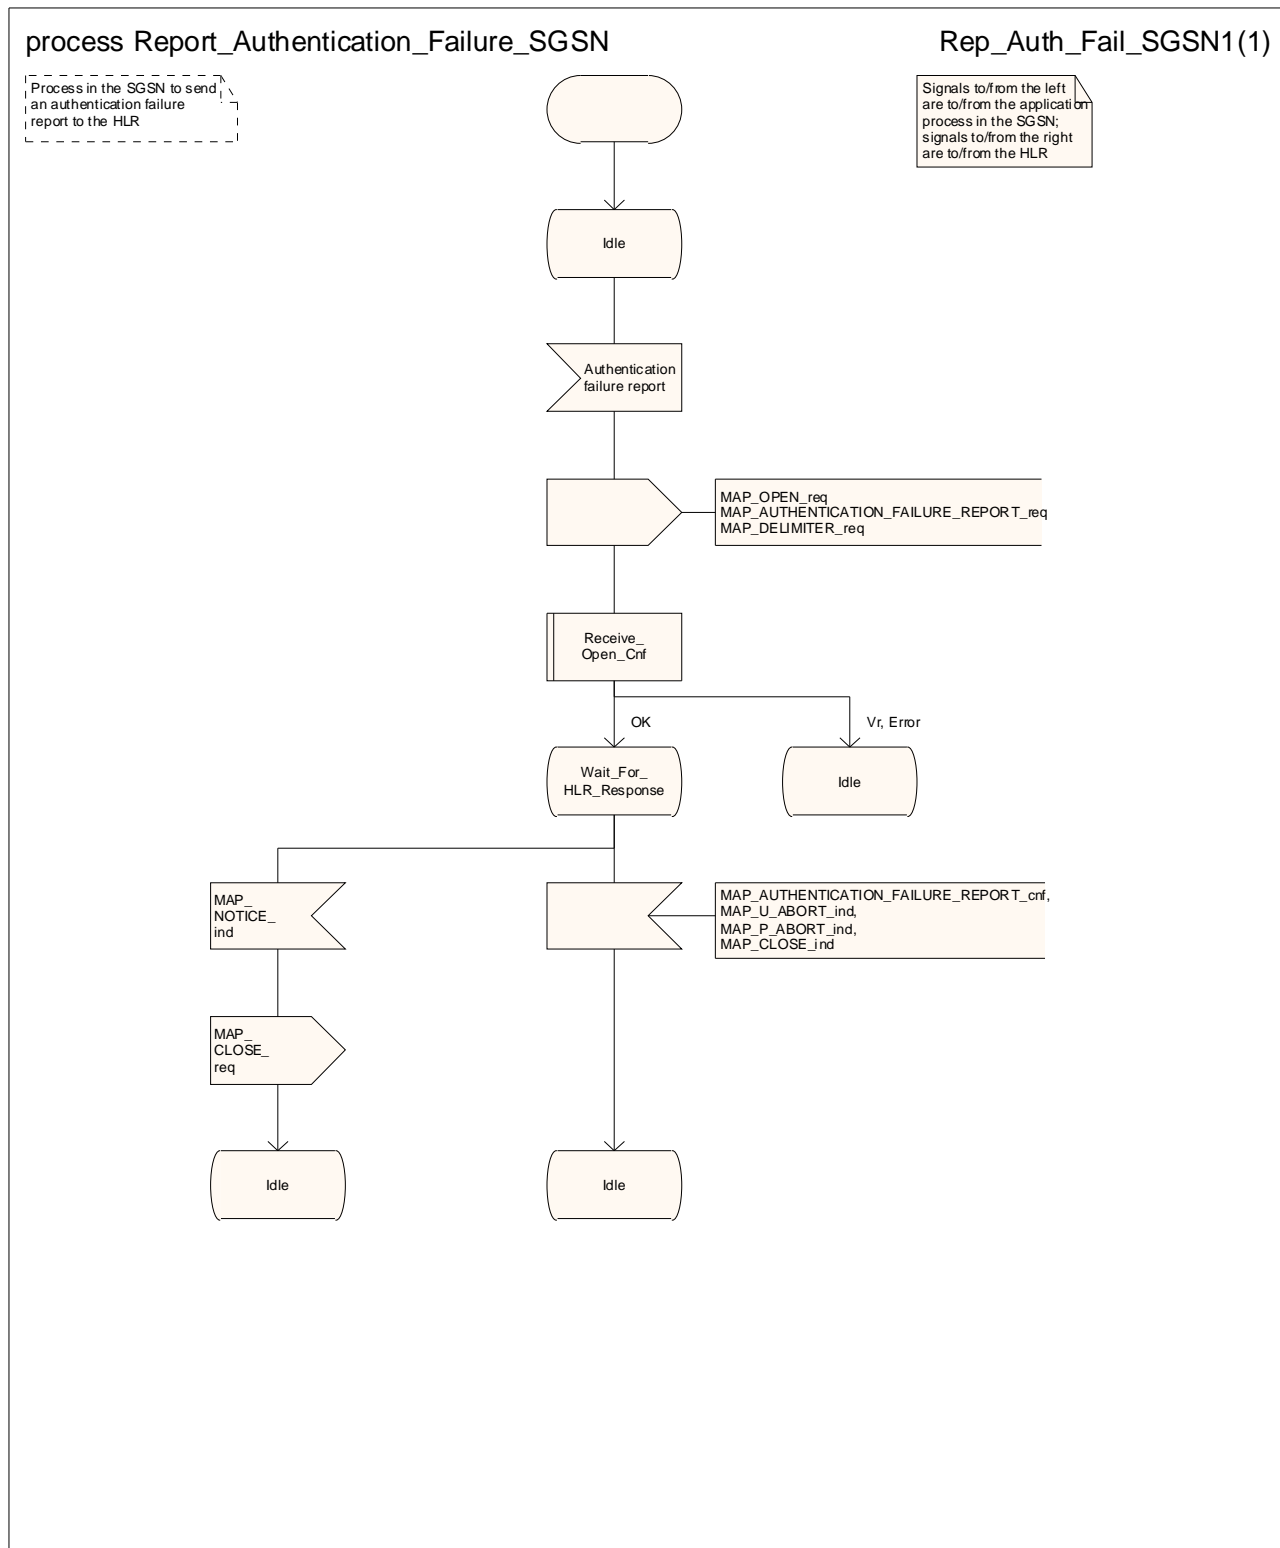 process Report_Authentication_Failure_SGSN
Rep_Auth_Fail_SGSN1(1)
Process in the SGSN to send
an authentication failure
report to the HLR
Signals to/from the left
are to/from the application
process in the SGSN;
signals to/from the right
are to/from the HLR
Idle
Authentication
failure report
MAP_OPEN_req
MAP_AUTHENTICATION_FAILURE_REPORT_req
MAP_DELIMITER_req
Receive_
Open_Cnf
OK
Vr, Error
Wait_For_
HLR_Response
Idle
MAP_
NOTICE_
ind
MAP_AUTHENTICATION_FAILURE_REPORT_cnf,
MAP_U_ABORT_ind,
MAP_P_ABORT_ind,
MAP_CLOSE_ind
MAP_
CLOSE_
req
Idle
Idle